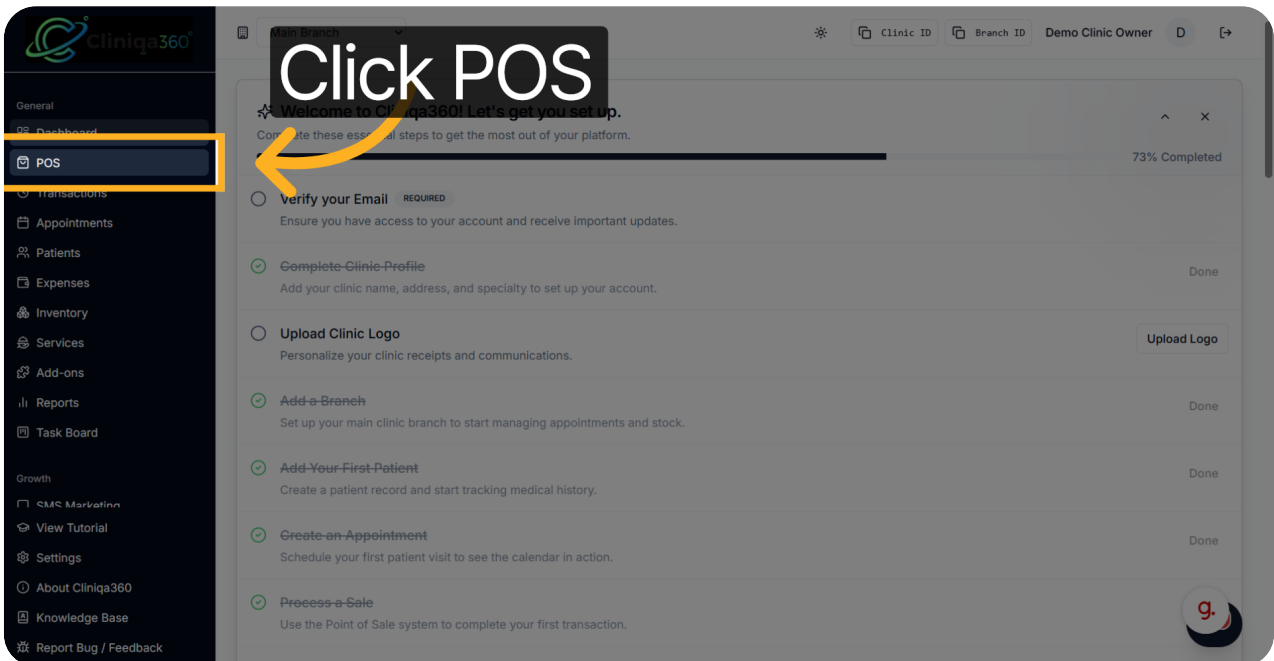 Cliniqa360°
General
Dashboard
POS
Transactions
Appointments
Patients
Expenses
Inventory
Services
Add-ons
Reports
Task Board
Growth
SMS Marketing
View Tutorial
Settings
About Cliniqa360
Knowledge Base
Report Bug / Feedback
Main Branch
Clinic ID
Branch ID
Demo Clinic Owner
D
Click POS
Welcome to Cliniqa360! Let's get you set up.
Complete these essential steps to get the most out of your platform.
73% Completed
Verify your Email REQUIRED
Ensure you have access to your account and receive important updates.
Complete Clinic Profile
Done
Add your clinic name, address, and specialty to set up your account.
Upload Clinic Logo
Upload Logo
Personalize your clinic receipts and communications.
Add a Branch
Done
Set up your main clinic branch to start managing appointments and stock.
Add Your First Patient
Done
Create a patient record and start tracking medical history.
Create an Appointment
Done
Schedule your first patient visit to see the calendar in action.
Process a Sale
Use the Point of Sale system to complete your first transaction.
g.